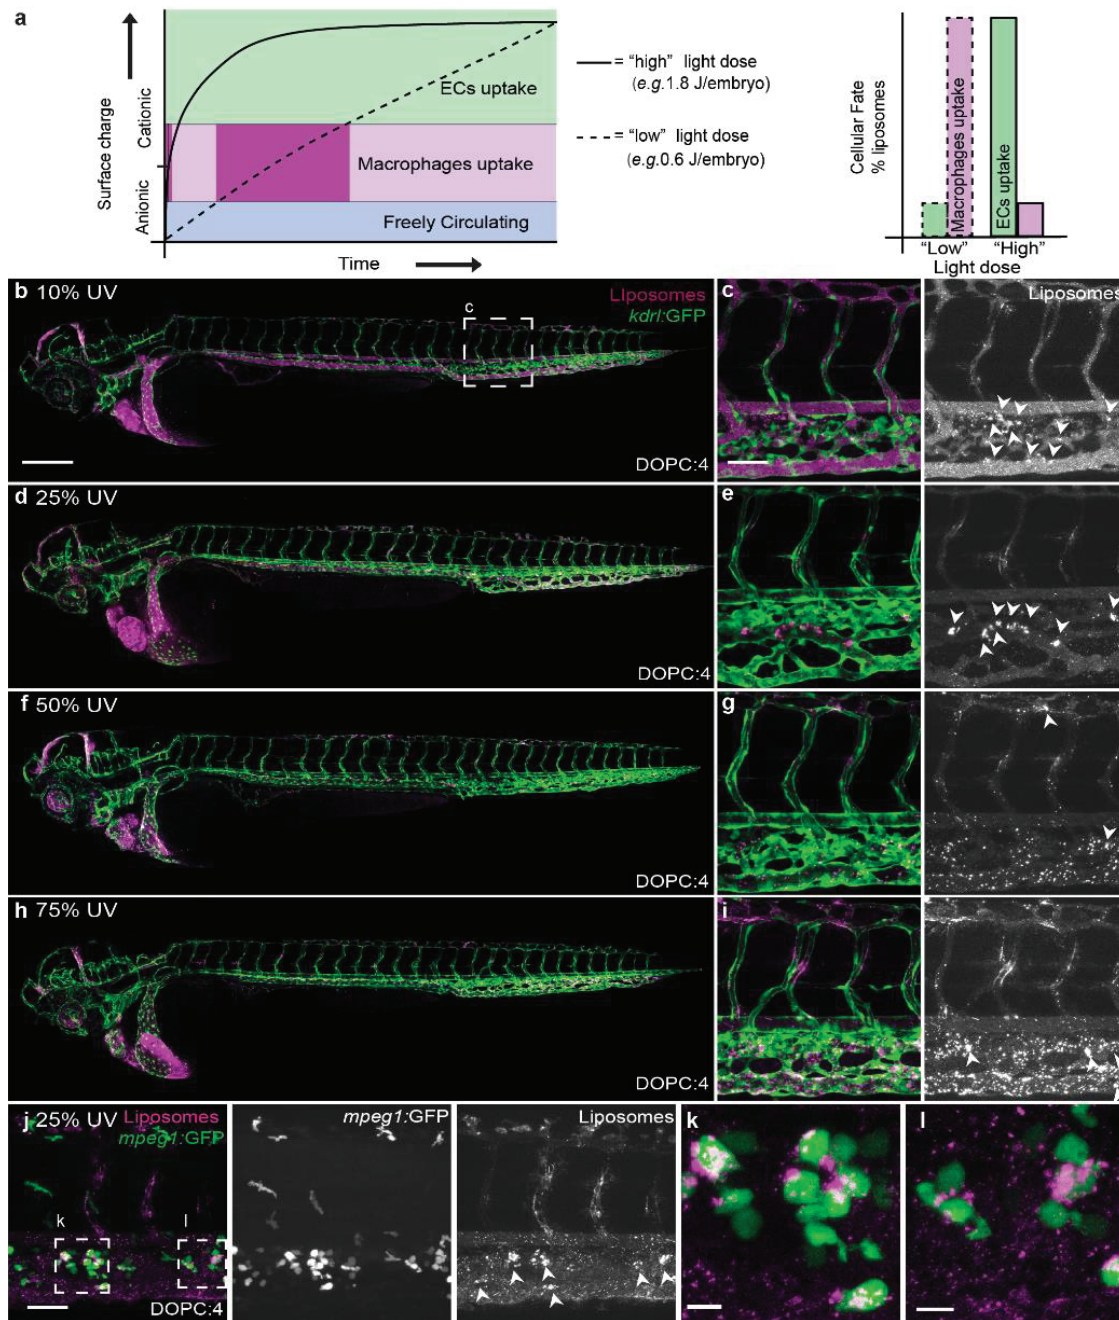 a
Surface charge
Anionic
Cationic
ECs uptake
Macrophages uptake
Freely Circulating
Time
= “high” light dose
(e.g.1.8 J/embryo)
= “low” light dose
(e.g.0.6 J/embryo)
Cellular Fate
% liposomes
Macrophages uptake
ECs uptake
“Low”
“High”
Light dose
b 10% UV
Liposomes
kdrl:GFP
c
DOPC:4
c
Liposomes
d 25% UV
DOPC:4
e
f 50% UV
DOPC:4
g
h 75% UV
DOPC:4
i
j 25% UV
Liposomes
mpeg1:GFP
k
l
DOPC:4
mpeg1:GFP
Liposomes
k
l